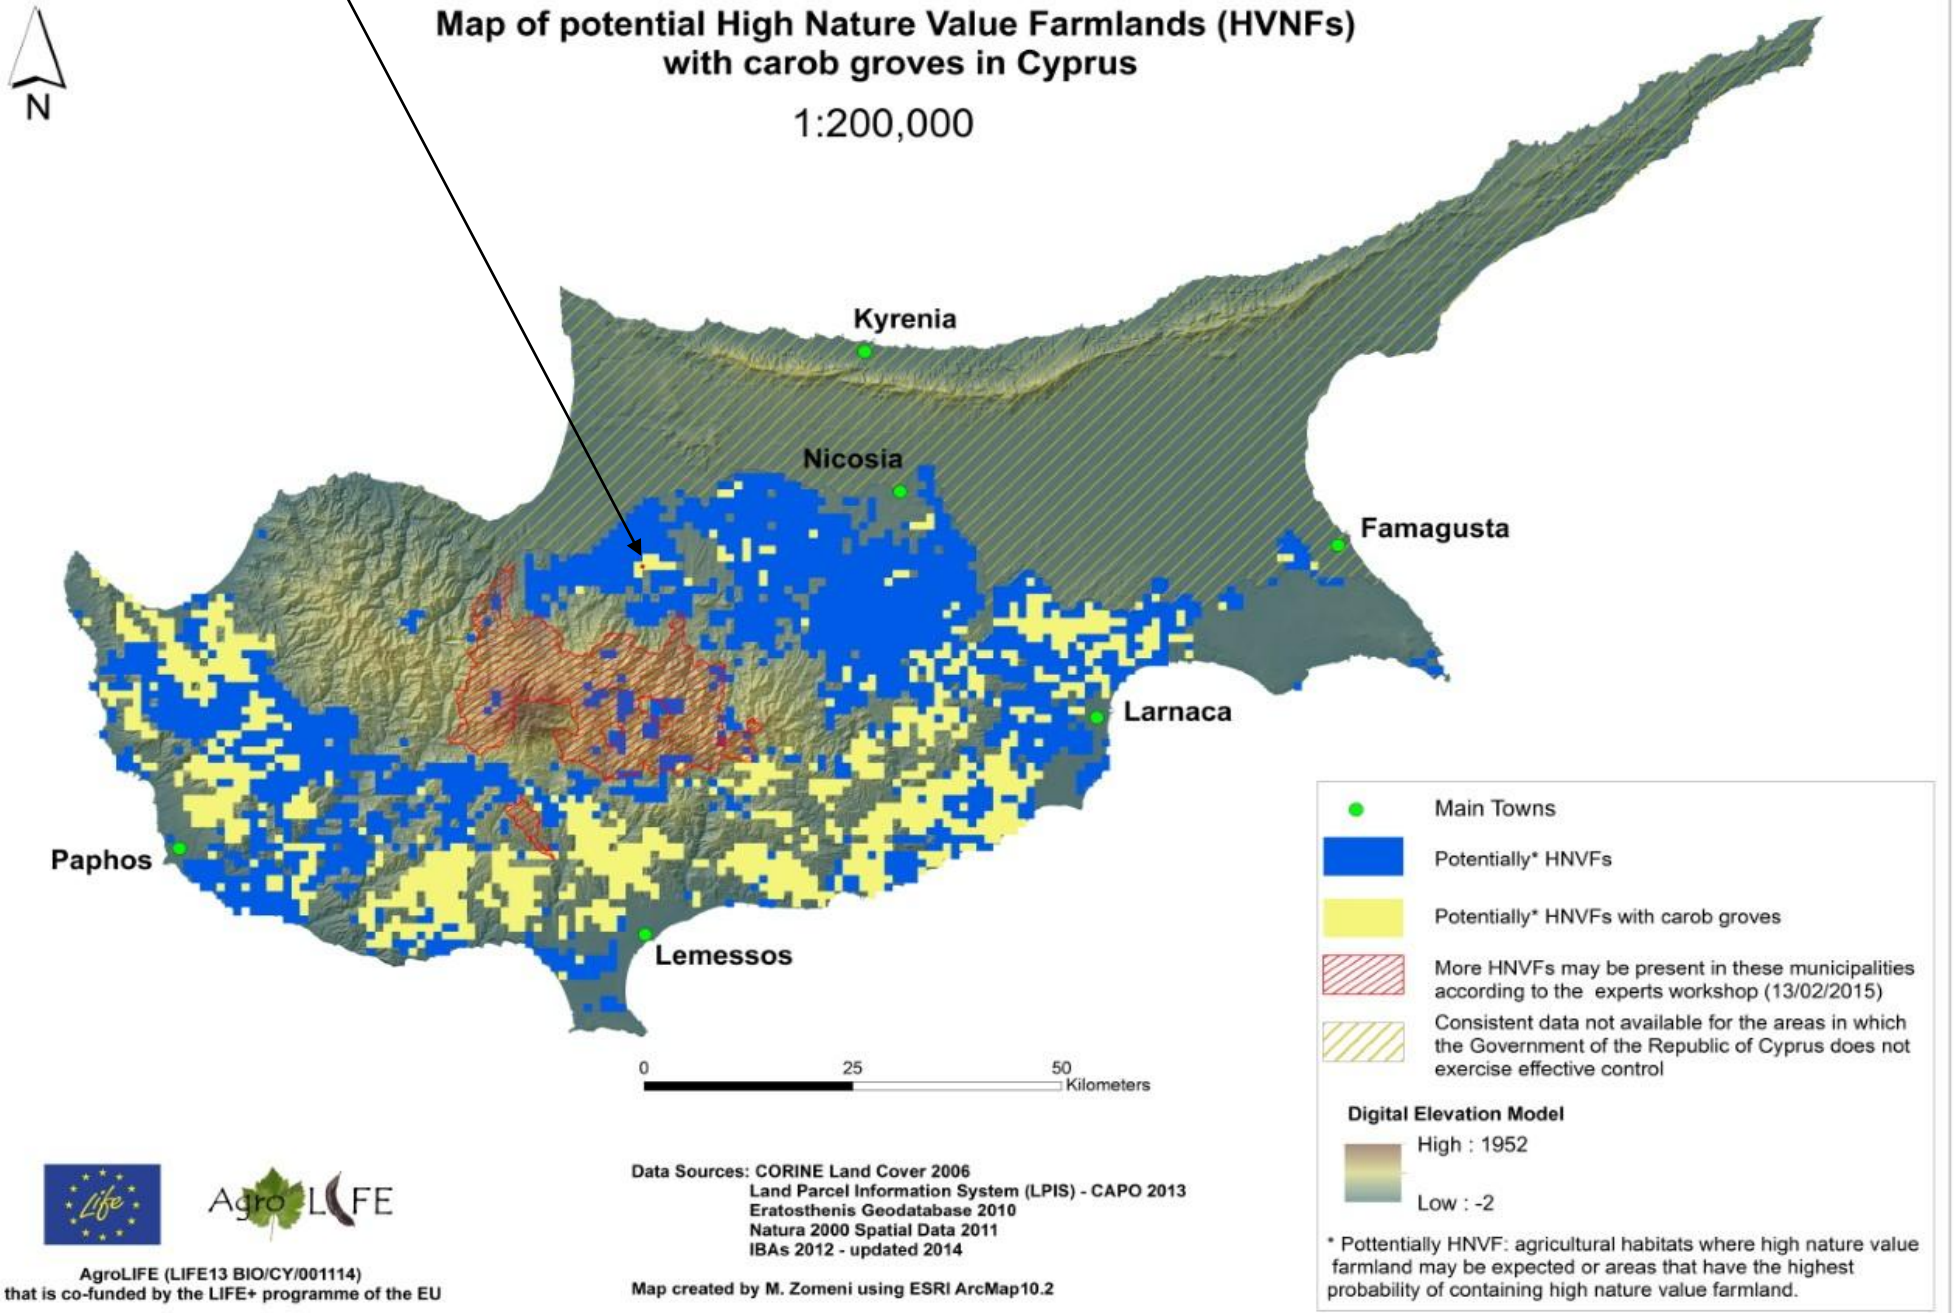 Map of potential High Nature Value Farmlands (HVNFs)
with carob groves in Cyprus
1:200,000
N
Kyrenia
Nicosia
Famagusta
Larnaca
Paphos
Lemessos
0 25 50
Kilometers
Main Towns
Potentially* HNVFs
Potentially* HNVFs with carob groves
More HNVFs may be present in these municipalities
according to the experts workshop (13/02/2015)
Consistent data not available for the areas in which
the Government of the Republic of Cyprus does not
exercise effective control
Digital Elevation Model
High : 1952
Low : -2
* Pottentially HNVF: agricultural habitats where high nature value
farmland may be expected or areas that have the highest
probability of containing high nature value farmland.
Life
AgroLIFE
AgroLIFE (LIFE13 BIO/CY/001114)
that is co-funded by the LIFE+ programme of the EU
Data Sources: CORINE Land Cover 2006
Land Parcel Information System (LPIS) - CAPO 2013
Eratosthenis Geodatabase 2010
Natura 2000 Spatial Data 2011
IBAs 2012 - updated 2014
Map created by M. Zomeni using ESRI ArcMap10.2